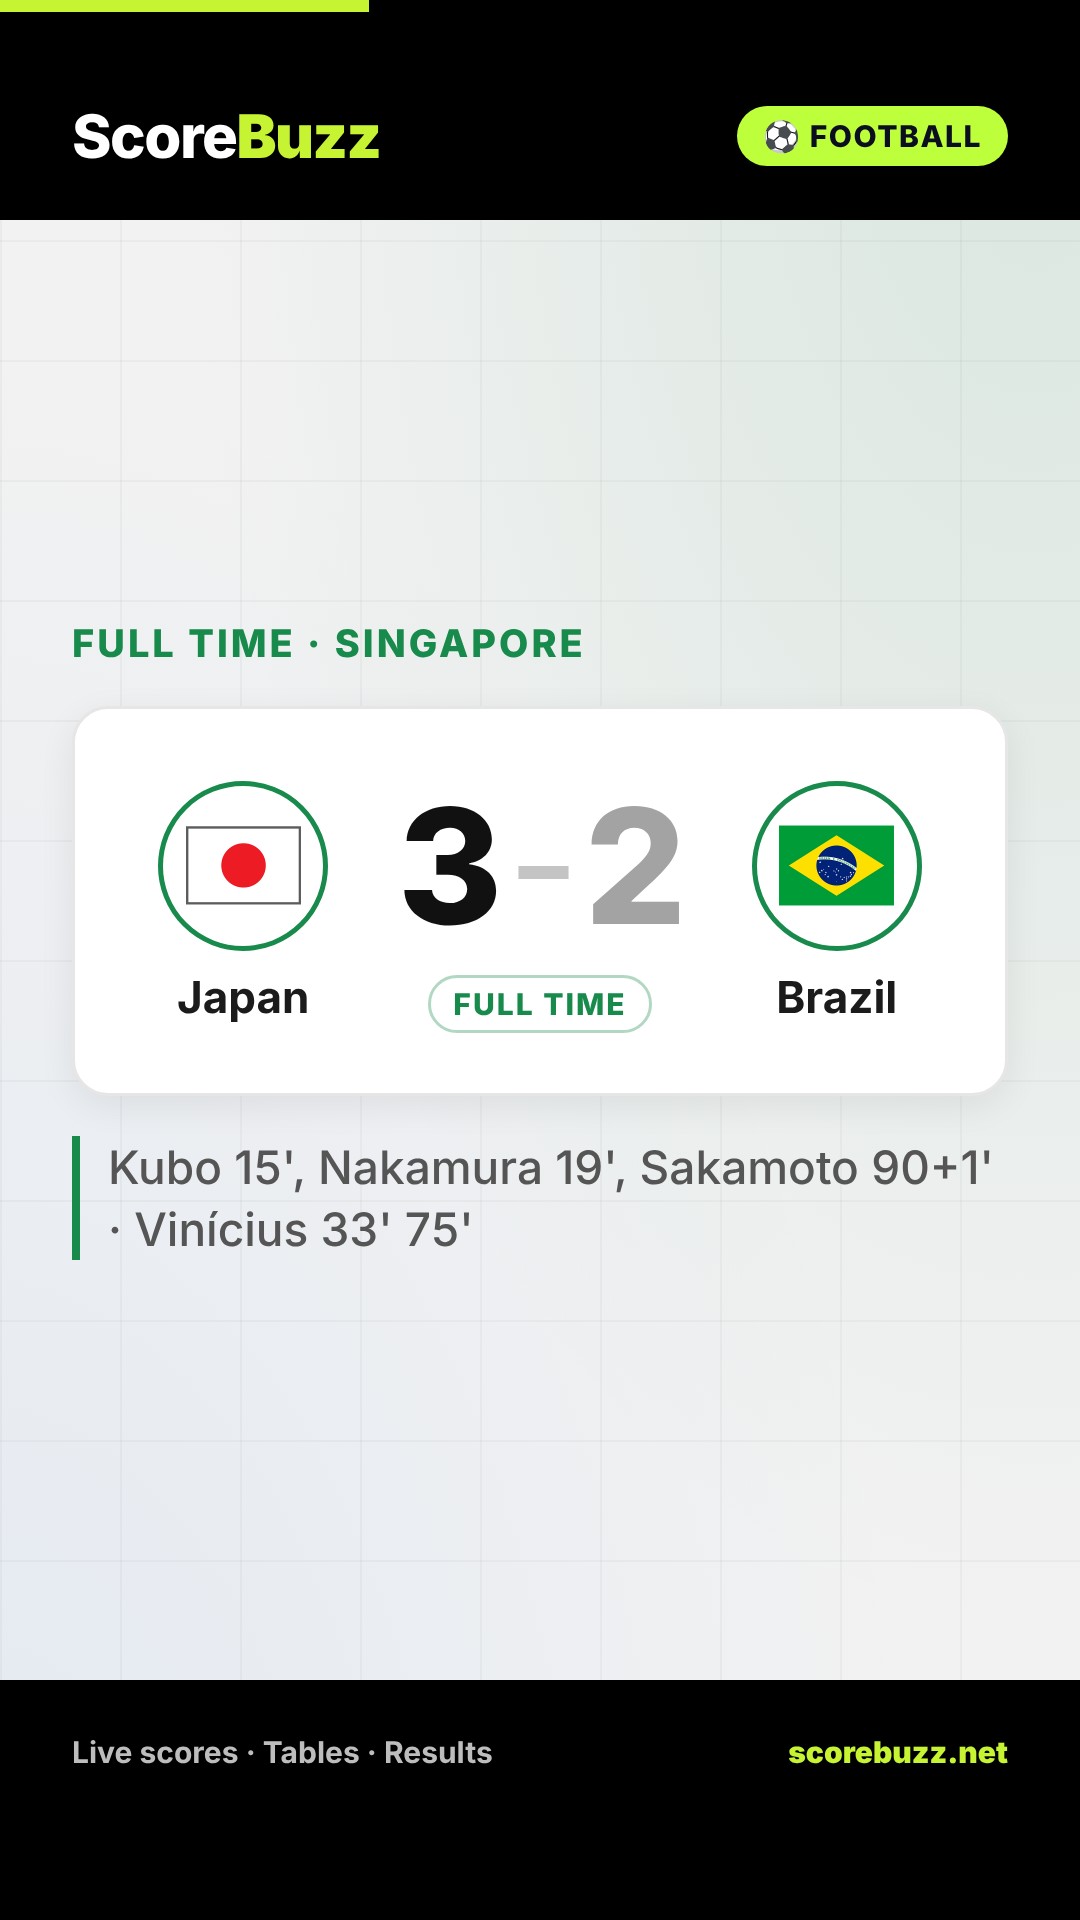 ScoreBuzz
⚽ FOOTBALL
FULL TIME · SINGAPORE
3-2
Japan
FULL TIME
Brazil
Kubo 15', Nakamura 19', Sakamoto 90+1'
· Vinícius 33' 75'
Live scores · Tables · Results
scorebuzz.net